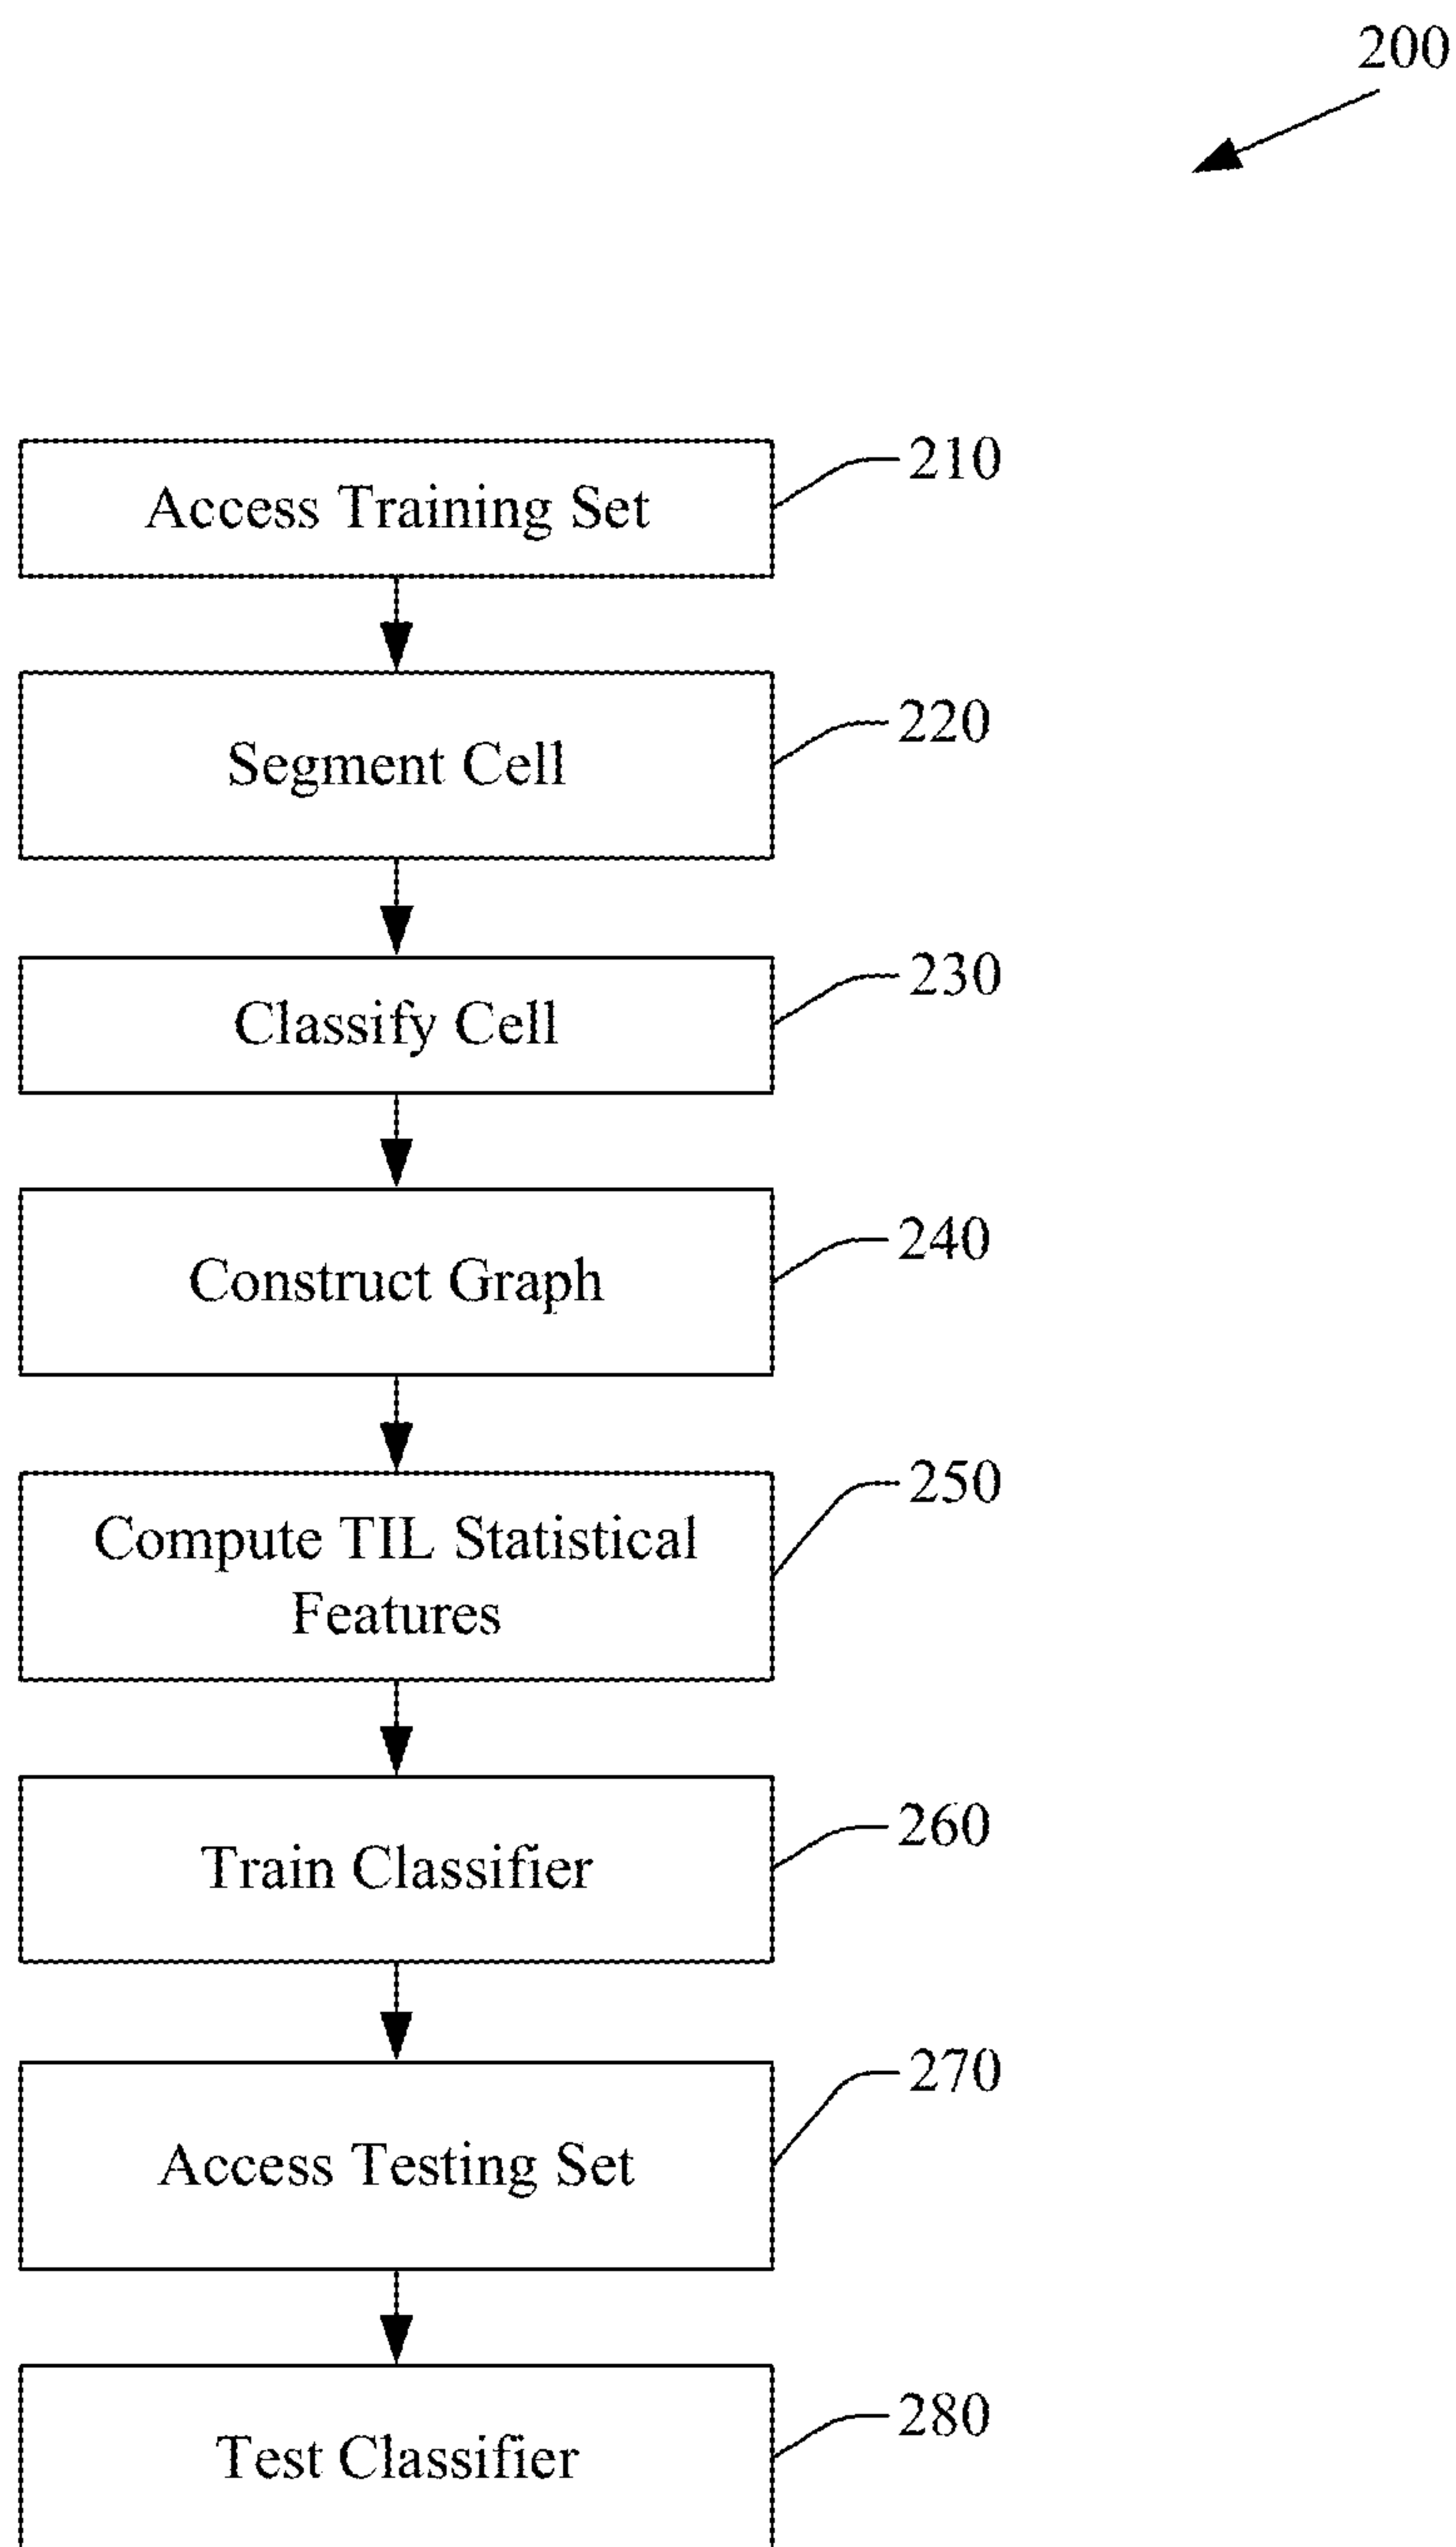 200
Access Training Set
210
Segment Cell
220
Classify Cell
230
Construct Graph
240
Compute TIL Statistical
Features
250
Train Classifier
260
Access Testing Set
270
Test Classifier
280